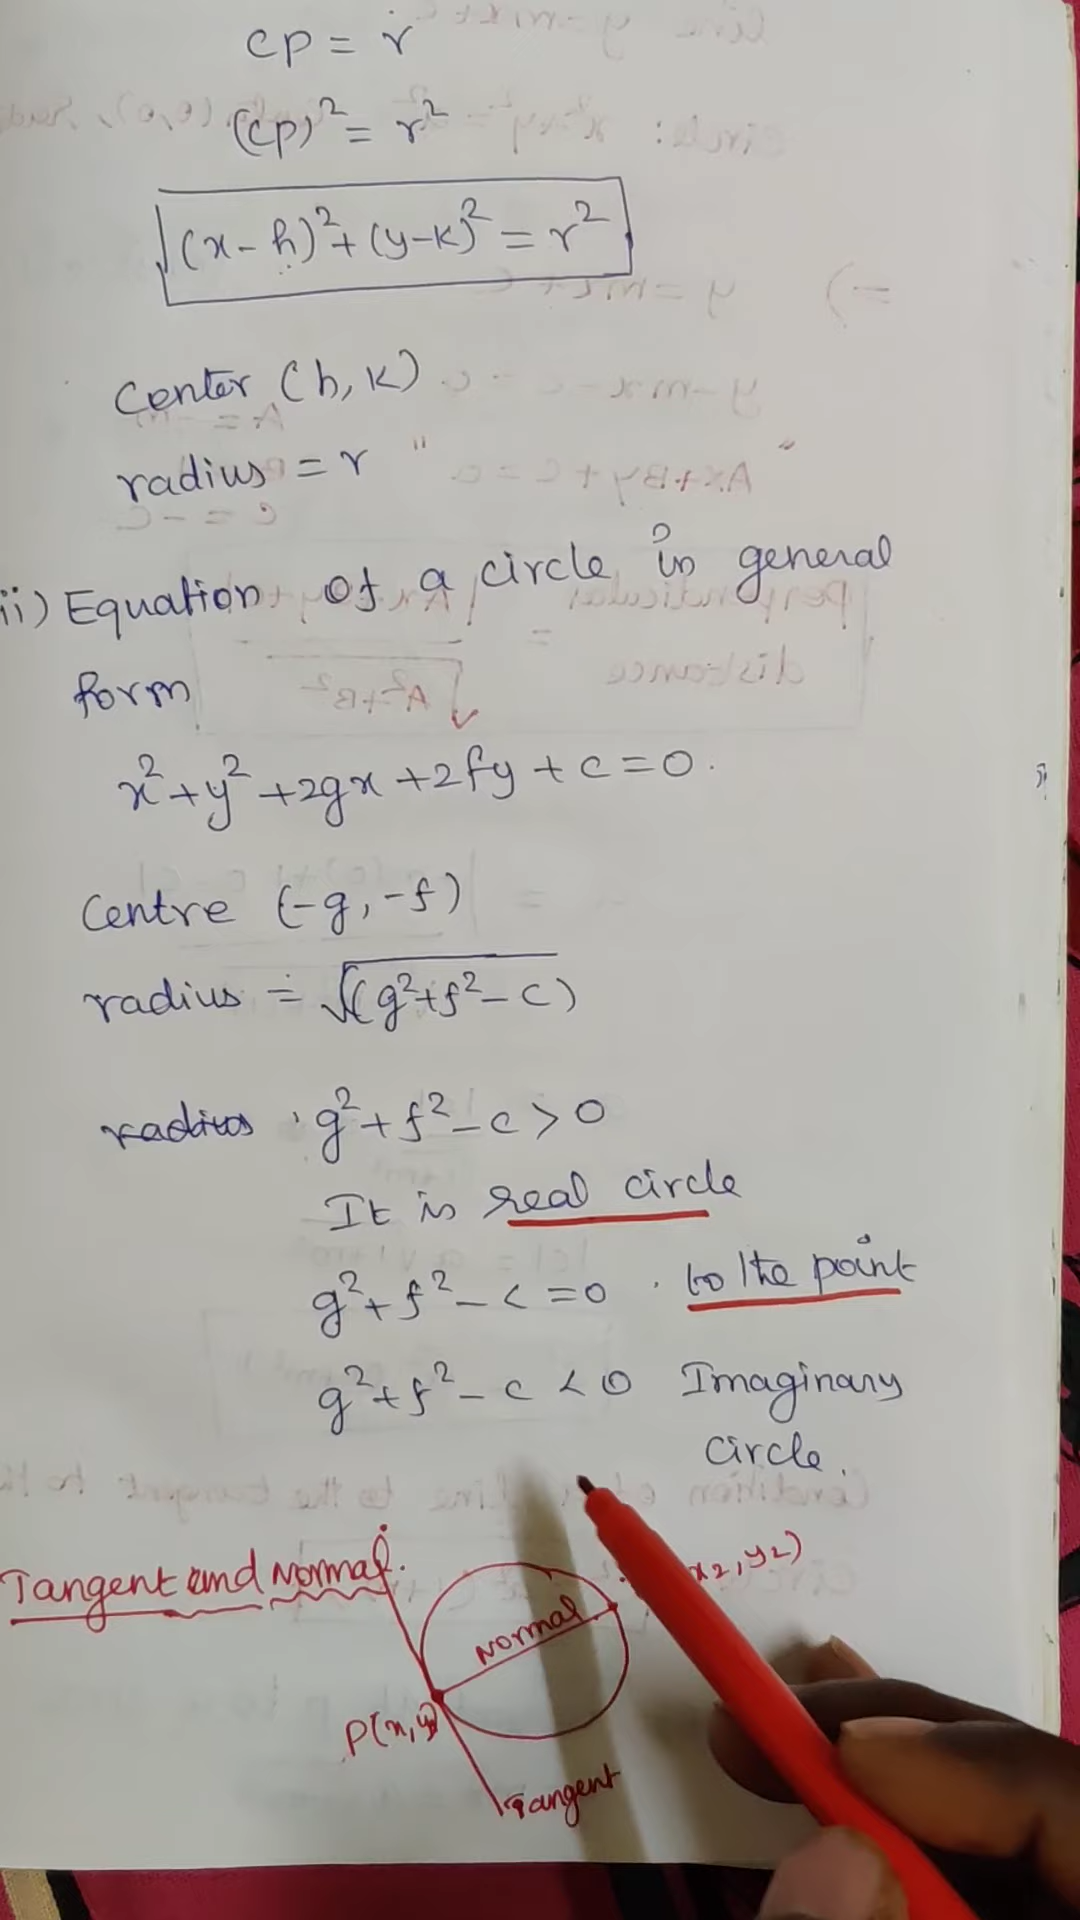 CP = r
(CP)² = r²
(x-h)² + (y-k)² = r²
Center (h, k)
radius = r
ii) Equation of a circle in general
form
x² + y² + 2gx + 2fy + c = 0.
Centre (-g, -f)
radius = √(g²+f²-c)
radius g² + f² - c > 0
It is real circle
g² + f² - c = 0 to the point
g² + f² - c < 0 Imaginary
circle.
Tangent and Normal.
x2, y2)
Normal
P(x, y)
Tangent